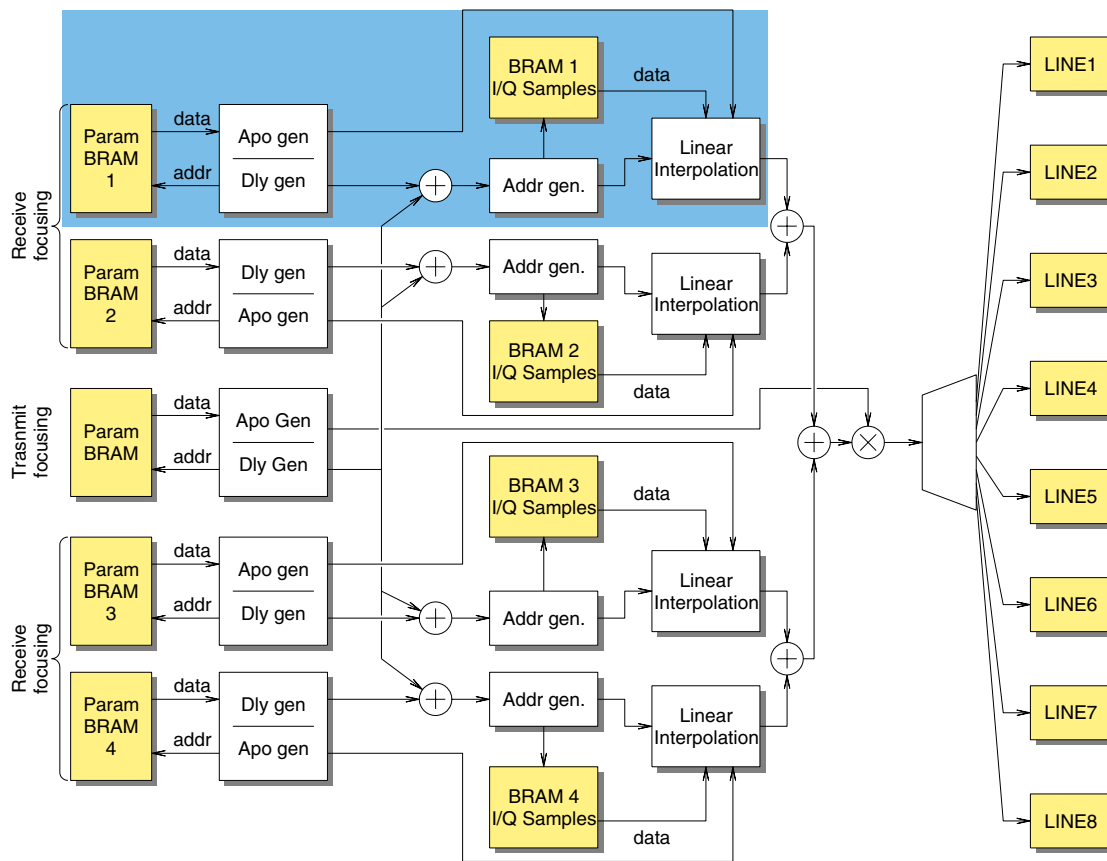 Receive
focusing
Param
BRAM
1
data
addr
Apo gen
Dly gen
BRAM 1
I/Q Samples
data
Addr gen.
Linear
Interpolation
Param
BRAM
2
data
addr
Dly gen
Apo gen
Addr gen.
BRAM 2
I/Q Samples
data
Linear
Interpolation
Trasnmit
focusing
Param
BRAM
data
addr
Apo Gen
Dly Gen
Receive
focusing
Param
BRAM
3
data
addr
Apo gen
Dly gen
BRAM 3
I/Q Samples
data
Addr gen.
Linear
Interpolation
Param
BRAM
4
data
addr
Dly gen
Apo gen
Addr gen.
BRAM 4
I/Q Samples
data
Linear
Interpolation
LINE1
LINE2
LINE3
LINE4
LINE5
LINE6
LINE7
LINE8